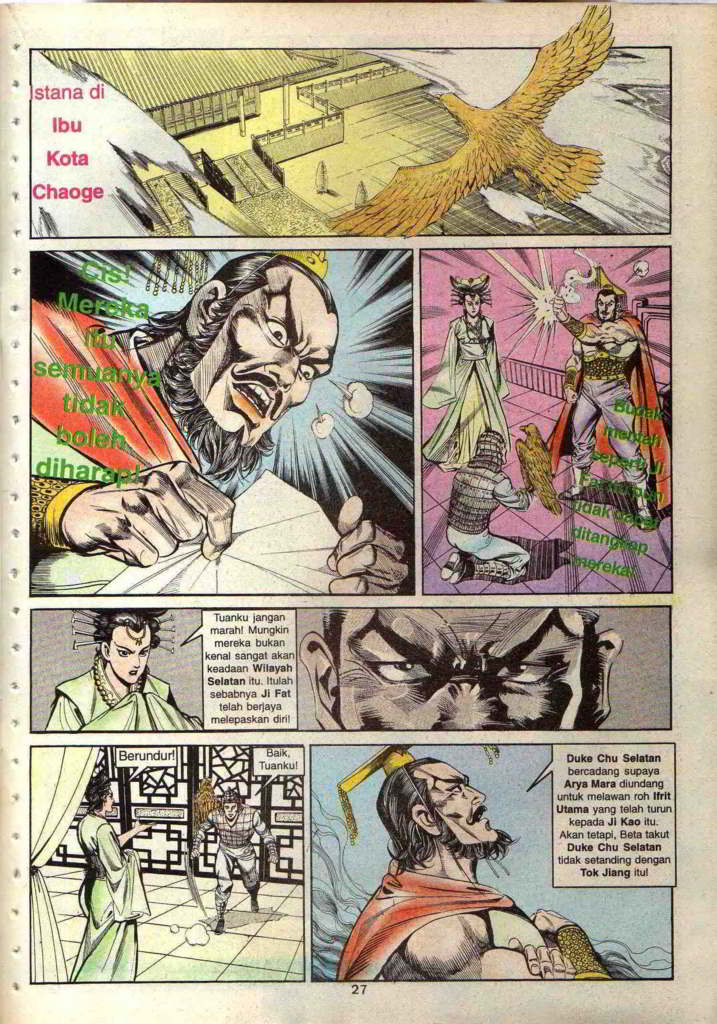 Istana di
Ibu
Kota
Chaoge
Cis!
Mereka
itu
semuanya
tidak
boleh
diharap!
Budak
mentah
seperti Ji
Fat
pun
tidak dapat
ditangkap
mereka!
Tuanku jangan
marah! Mungkin
mereka bukan
kenal sangat akan
keadaan Wilayah
Selatan itu. Itulah
sebabnya Ji Fat
telah berjaya
melepaskan diri!
Berundur!
Baik,
Tuanku!
Duke Chu Selatan
bercadang supaya
Arya Mara diundang
untuk melawan roh Ifrit
Utama yang telah turun
kepada Ji Kao itu.
Akan tetapi, Beta takut
Duke Chu Selatan
tidak setanding dengan
Tok Jiang itu!
27